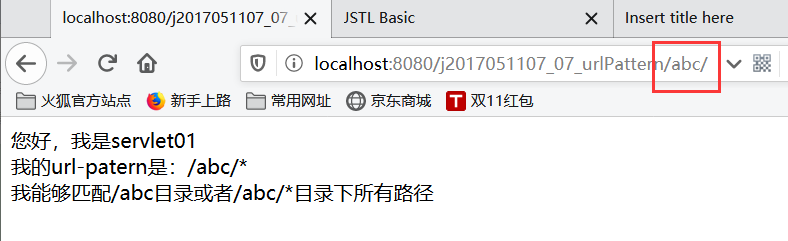 localhost:8080/j2017051107_07_
JSTL Basic
Insert title here
localhost:8080/j2017051107_07_urlPattern/abc/
火狐官方站点 新手上路 常用网址 京东商城 T 双11红包
您好，我是servlet01
我的url-patern是：/abc/*
我能够匹配/abc目录或者/abc/*目录下所有路径